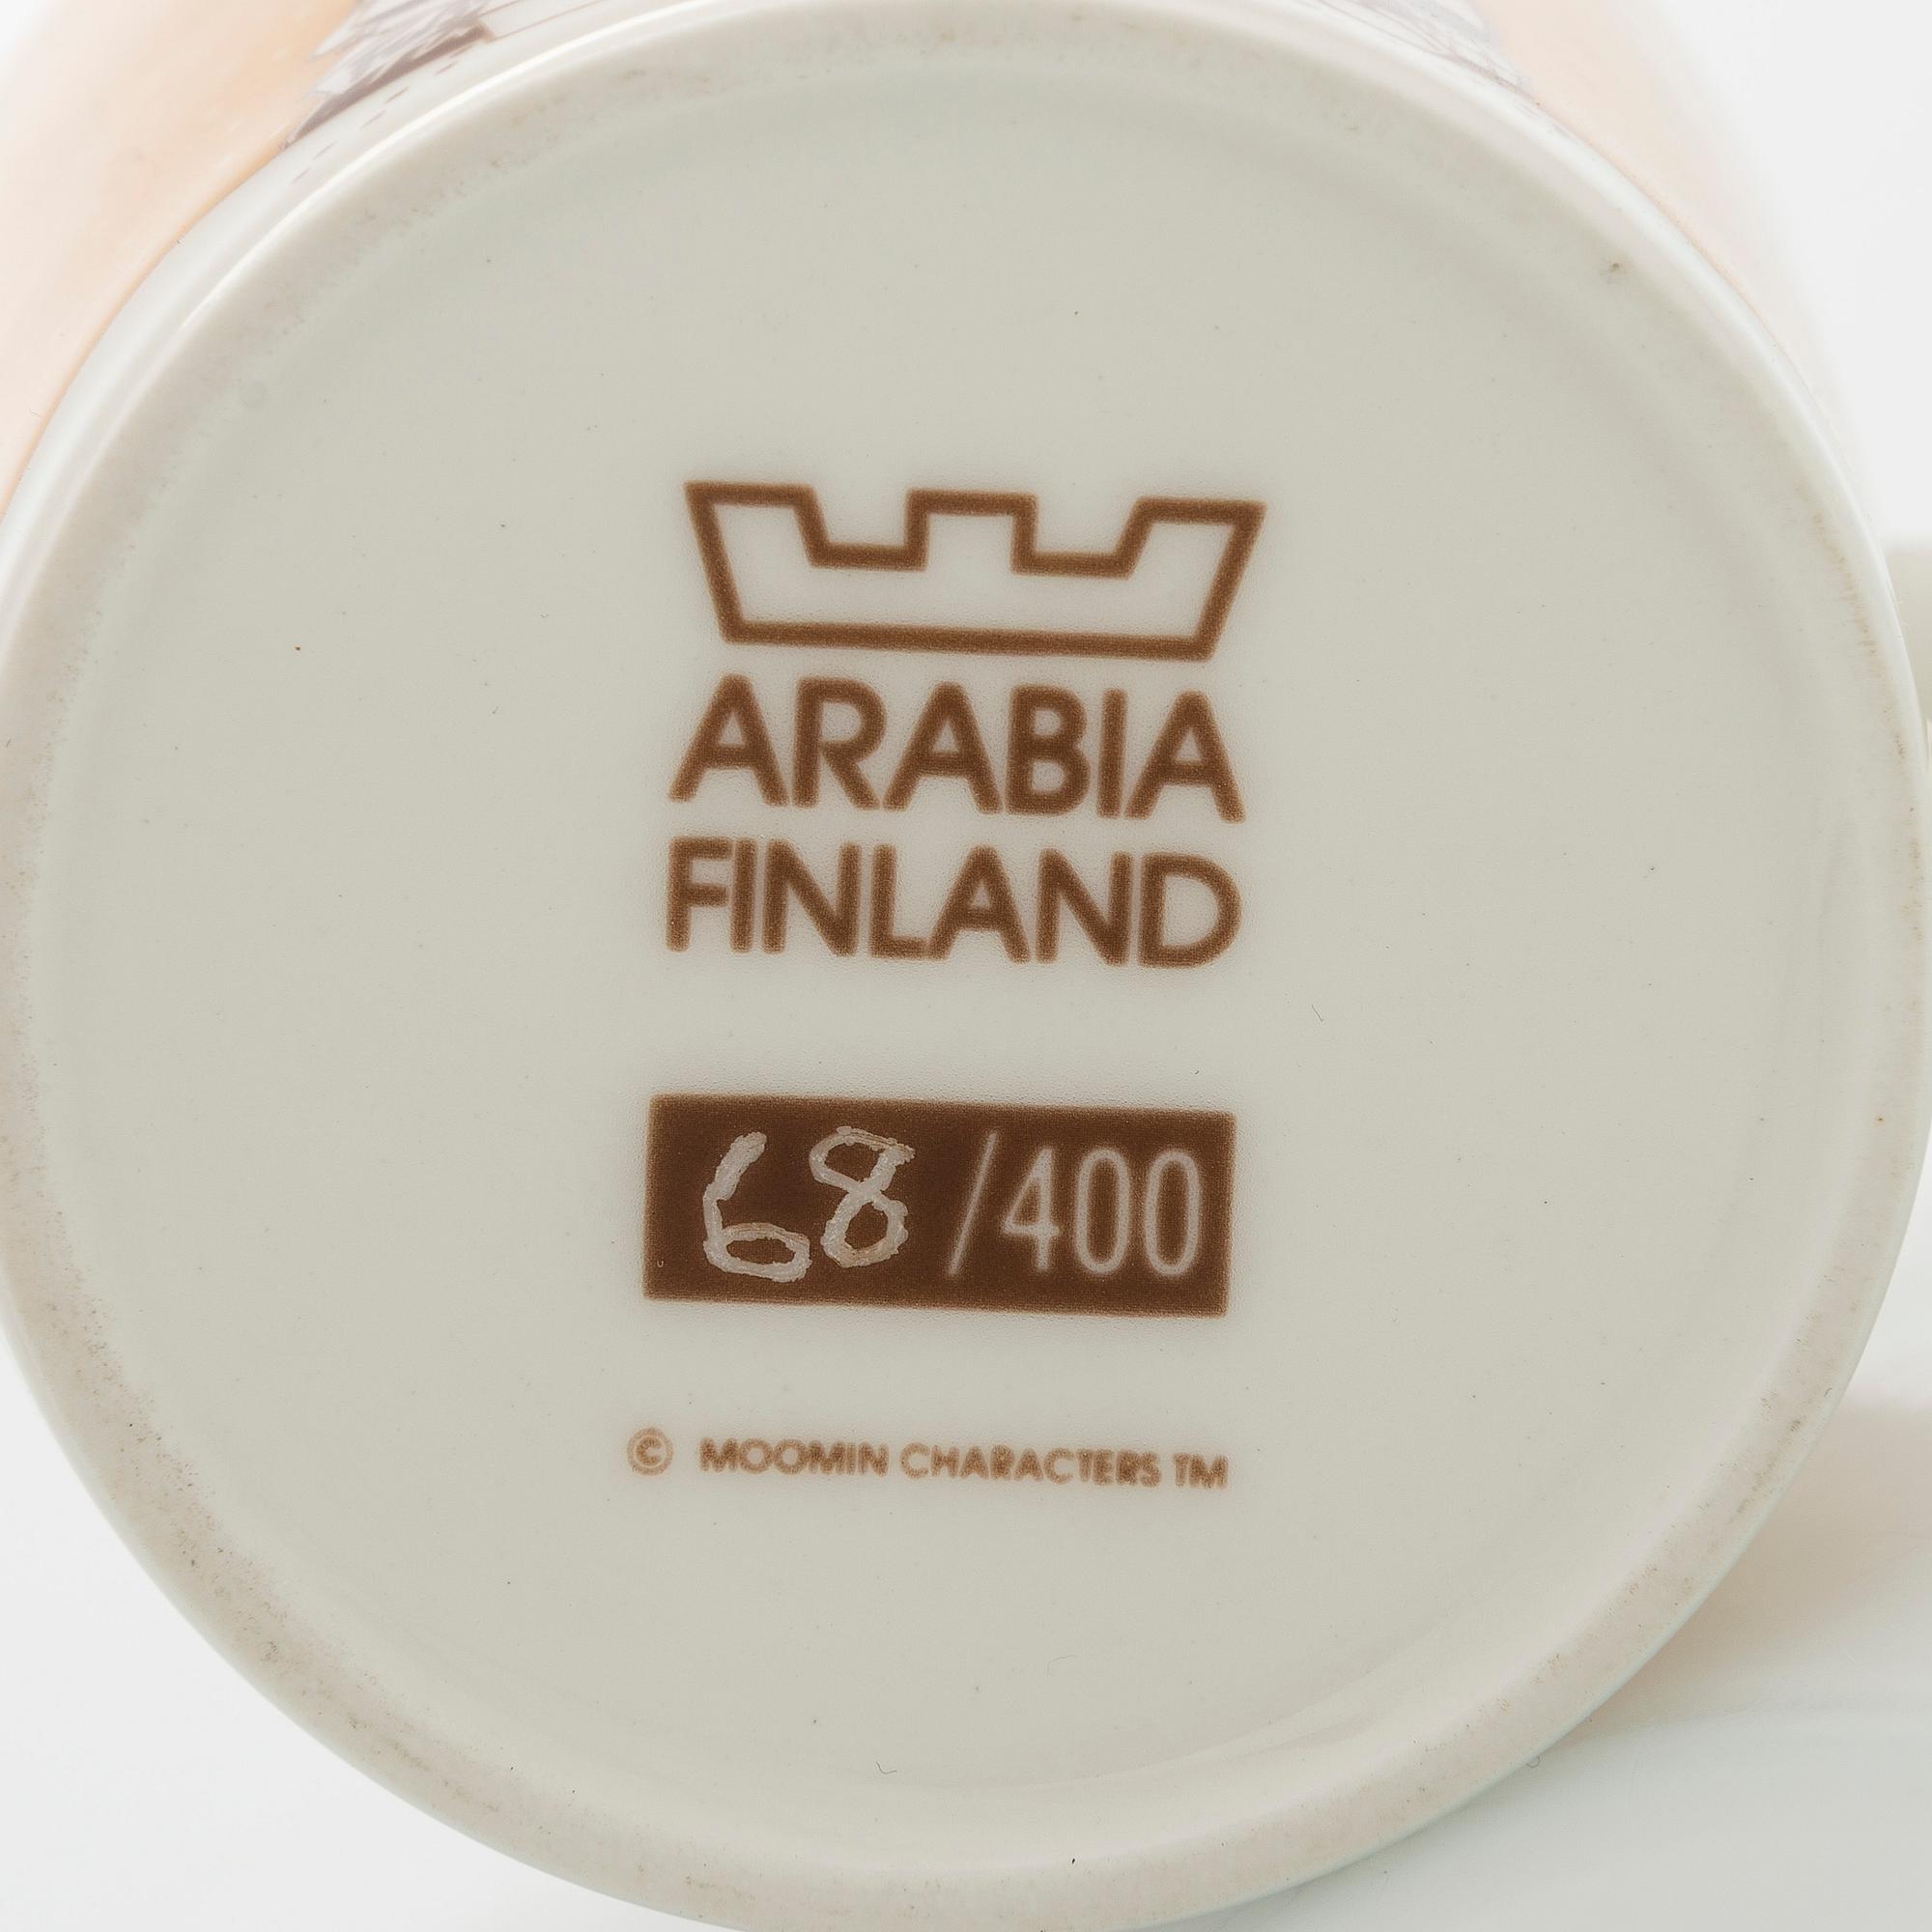 ARABIA
FINLAND
68/400
© MOOMIN CHARACTERS TM